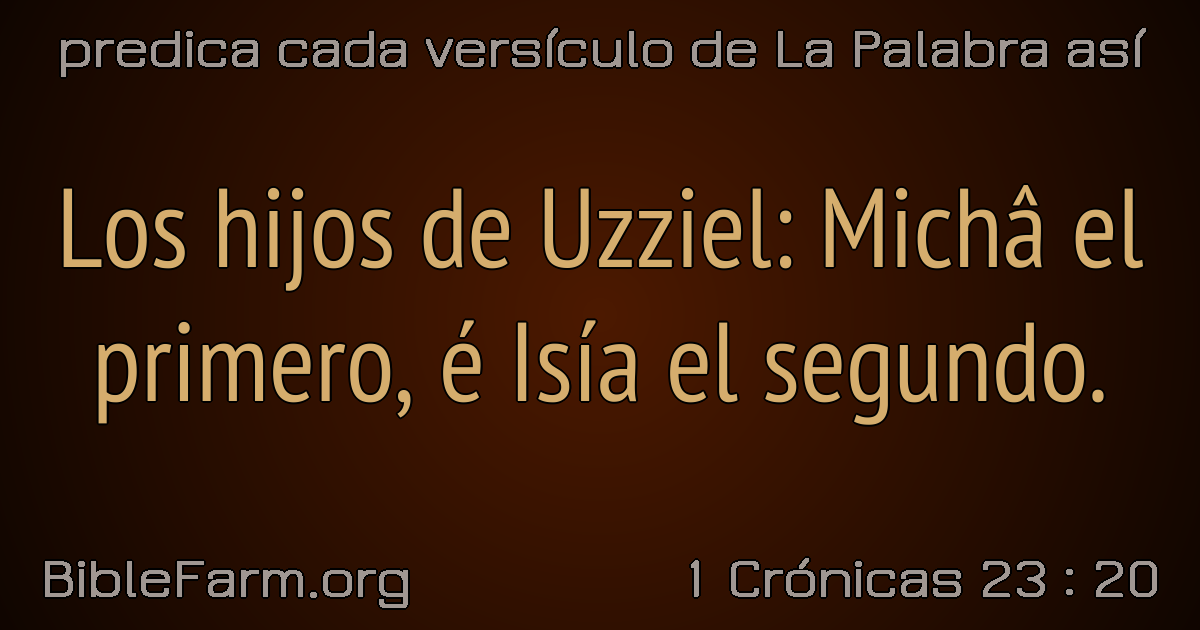 predica cada versículo de La Palabra así
Los hijos de Uzziel: Michâ el
primero, é Isía el segundo.
BibleFarm.org
1 Crónicas 23 : 20